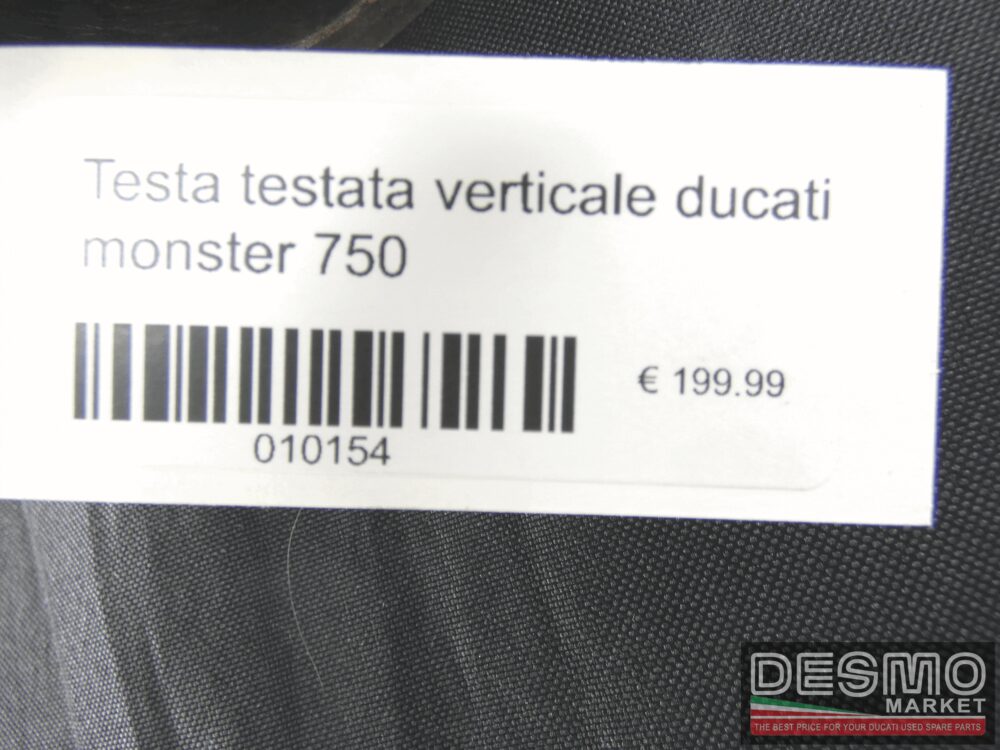 Testa testata verticale ducati
monster 750
€ 199.99
010154
DESMO
MARKET
THE BEST PRICE FOR YOUR DUCATI USED SPARE PARTS